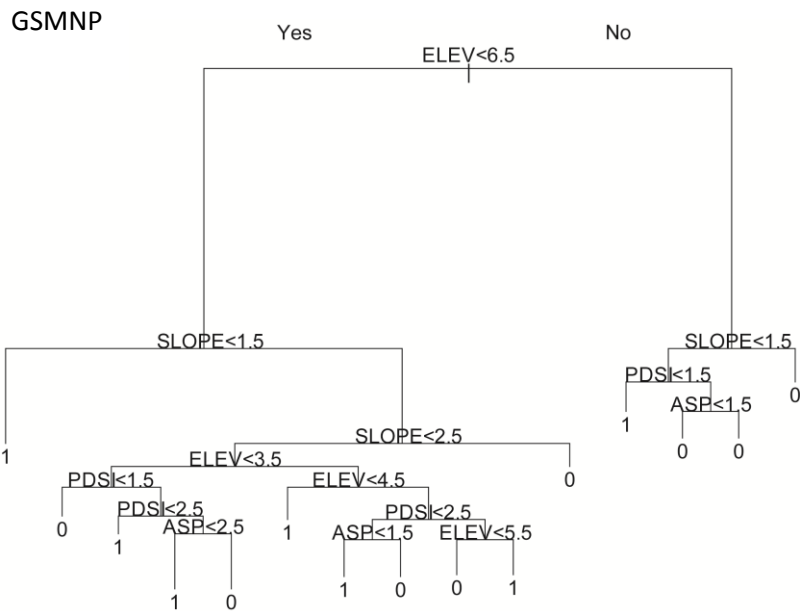 GSMNP
Yes No
ELEV<6.5
SLOPE<1.5 SLOPE<1.5
PDSI<1.5
0
ASP<1.5
1
0 0
SLOPE<2.5
1
ELEV<3.5
PDSI<1.5 ELEV<4.5 0
PDSI<2.5 PDSI<2.5
0 ASP<2.5 1 ASP<1.5 ELEV<5.5
1
1 0 0 1
1 0